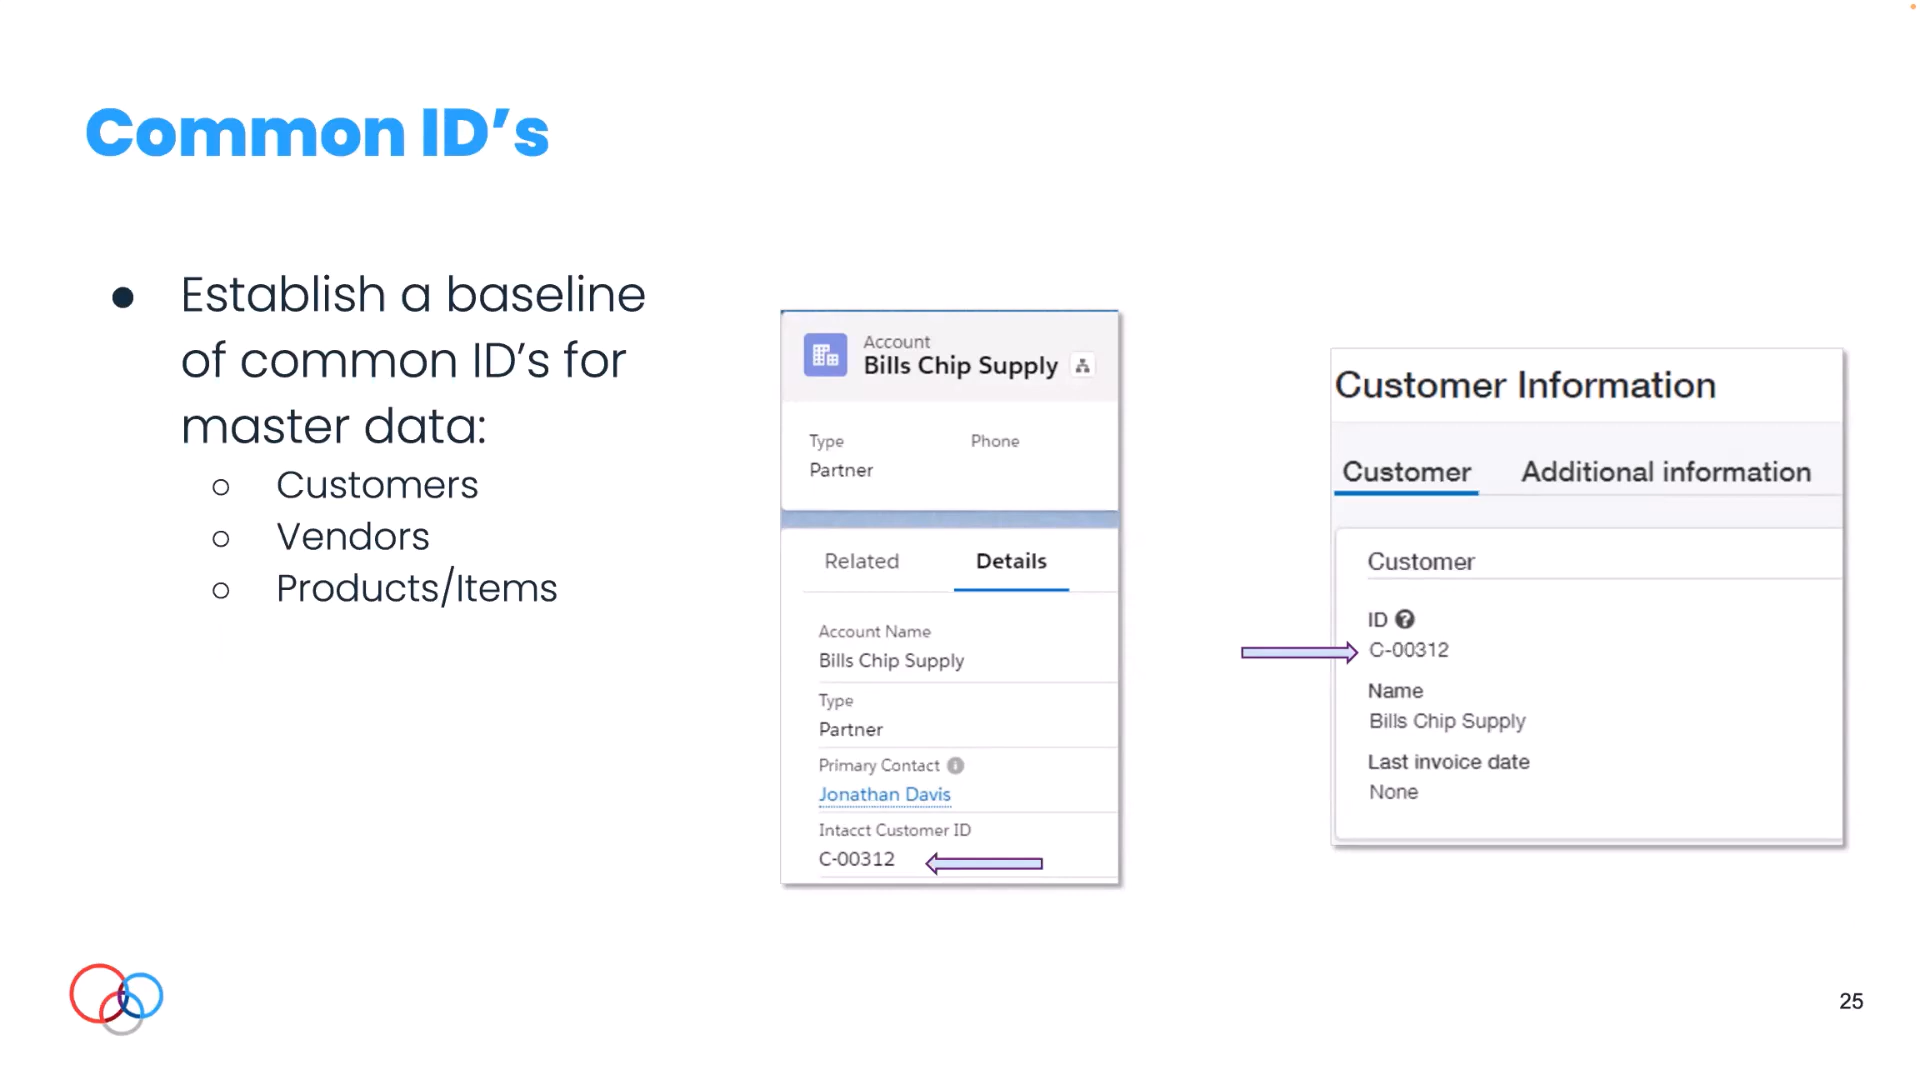 Common ID’s
● Establish a baseline
of common ID’s for
master data:
○ Customers
○ Vendors
○ Products/Items
Account
Bills Chip Supply
Type Phone
Partner
Related Details
Account Name
Bills Chip Supply
Type
Partner
Primary Contact
Jonathan Davis
Intacct Customer ID
C-00312
Customer Information
Customer Additional information
Customer
ID
C-00312
Name
Bills Chip Supply
Last invoice date
None
25